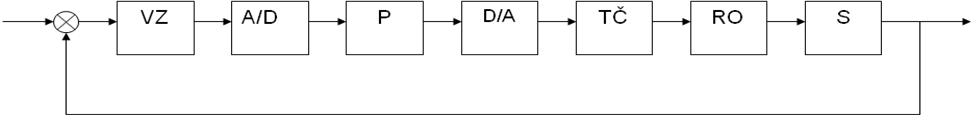 VZ A/D P D/A TČ RO S